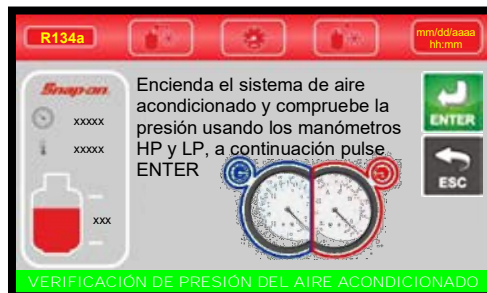 R134a
mm/dd/aaaa
hh:mm
Snap-on
xxxxx
xxxxx
xxx
Encienda el sistema de aire
acondicionado y compruebe la
presión usando los manómetros
HP y LP, a continuación pulse
ENTER
ENTER
ESC
VERIFICACIÓN DE PRESIÓN DEL AIRE ACONDICIONADO